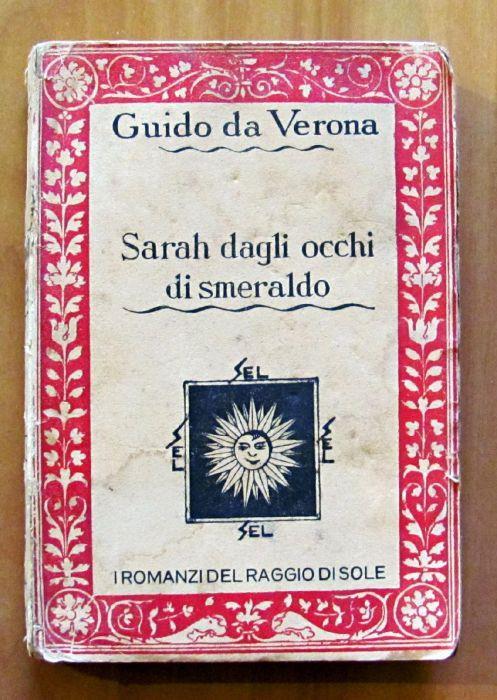 Guido da Verona
Sarah dagli occhi
di smeraldo
SEL
SEL
SEL
SEL
I ROMANZI DEL RAGGIO DI SOLE